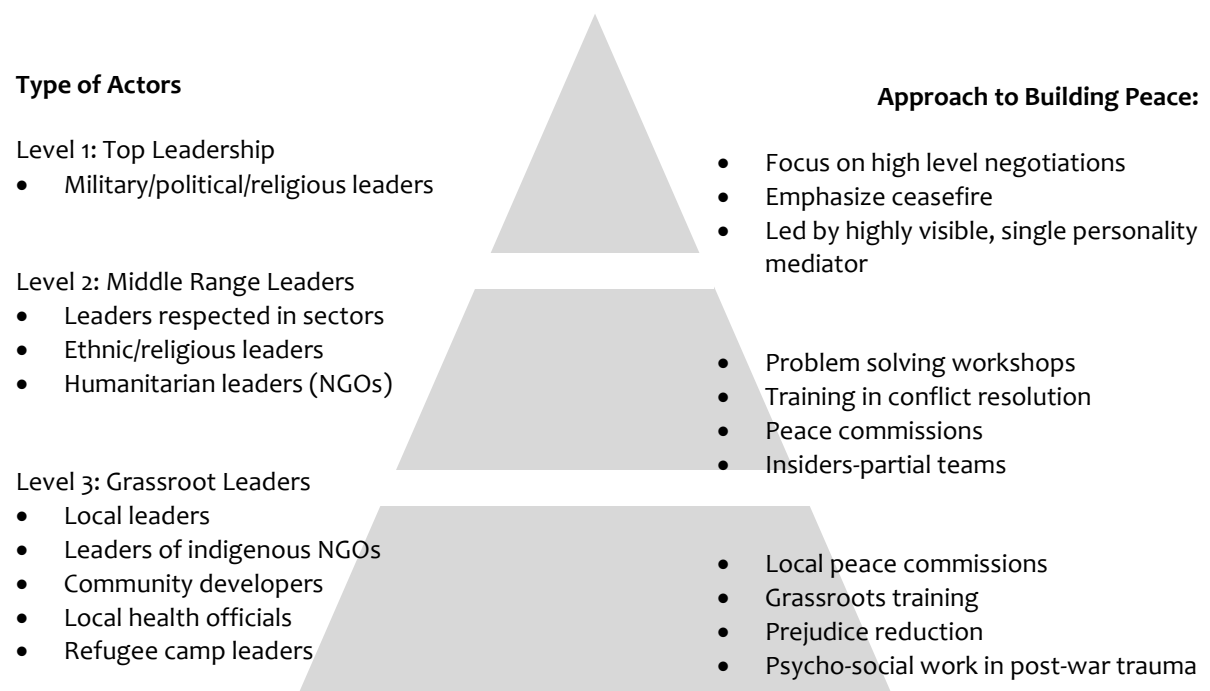 Type of Actors
Level 1: Top Leadership
• Military/political/religious leaders
Level 2: Middle Range Leaders
• Leaders respected in sectors
• Ethnic/religious leaders
• Humanitarian leaders (NGOs)
Level 3: Grassroot Leaders
• Local leaders
• Leaders of indigenous NGOs
• Community developers
• Local health officials
• Refugee camp leaders
Approach to Building Peace:
• Focus on high level negotiations
• Emphasize ceasefire
• Led by highly visible, single personality
mediator
• Problem solving workshops
• Training in conflict resolution
• Peace commissions
• Insiders-partial teams
• Local peace commissions
• Grassroots training
• Prejudice reduction
• Psycho-social work in post-war trauma